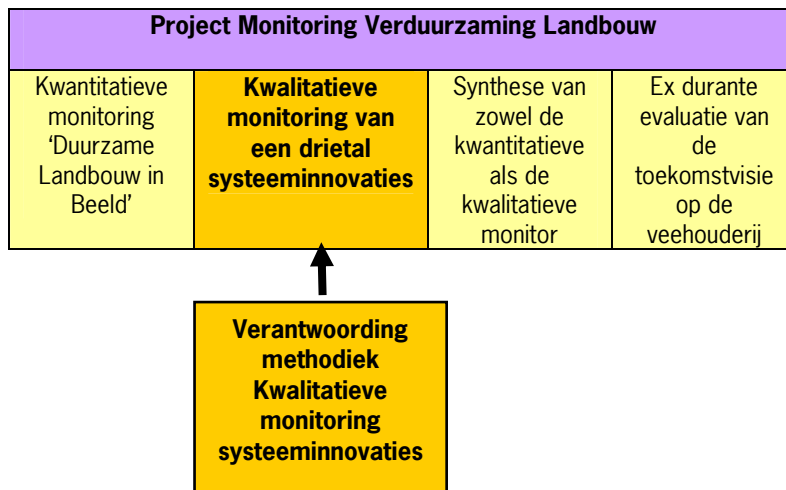 Project Monitoring Verduurzaming Landbouw
Kwantitatieve
monitoring
‘Duurzame
Landbouw in
Beeld’
Kwalitatieve
monitoring van
een drietal
systeeminnovaties
Synthese van
zowel de
kwantitatieve
als de
kwalitatieve
monitor
Ex durante
evaluatie van
de
toekomstvisie
op de
veehouderij
Verantwoording
methodiek
Kwalitatieve
monitoring
systeeminnovaties